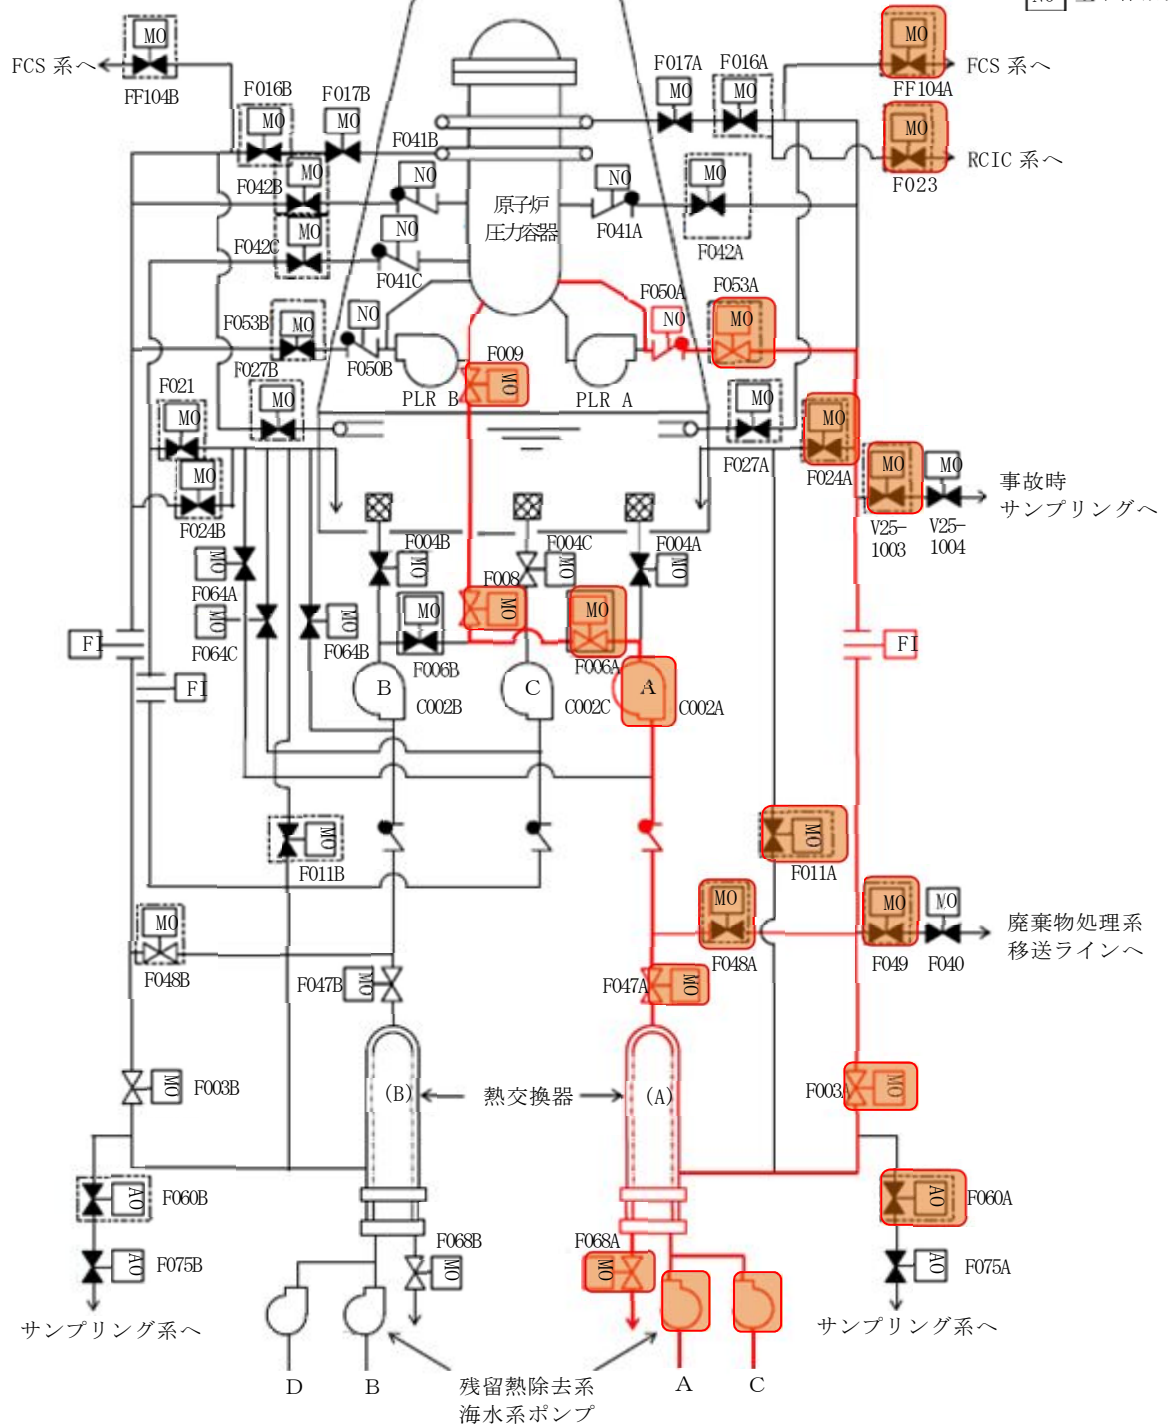 MO
FCS 系へ
FF104B
F016B
MO
F017B
MO
F017A
MO
F016A
MO
MO
FF104A
FCS 系へ
MO
F023
RCIC 系へ
F041B
NO
F042B
MO
原子炉
圧力容器
NO
F041A
MO
F042A
F042C
MO
NO
F041C
F053B
MO
NO
F050B
F050A
NO
F053A
MO
F027B
MO
PLR B
F009
MO
PLR A
F021
MO
MO
F027A
MO
F024A
MO
V25-
1003
MO
V25-
1004
事故時
サンプリングへ
MO
F024B
F004B
MO
F004C
MO
F004A
MO
MO
F064A
MO
F064C
MO
F064B
MO
F006B
F008
MO
MO
F006A
FI
FI
FI
B
C002B
C
C002C
A
C002A
MO
F011B
MO
F011A
MO
F048B
MO
F048A
MO
F049
MO
F040
廃棄物処理系
移送ラインへ
F047B
MO
F047A
MO
MO
F003B
(B)
熱交換器
(A)
F003A
MO
AO
F060B
AO
F060A
AO
F075B
F068B
MO
F068A
MO
AO
F075A
サンプリング系へ
サンプリング系へ
D
B
残留熱除去系
海水系ポンプ
A
C